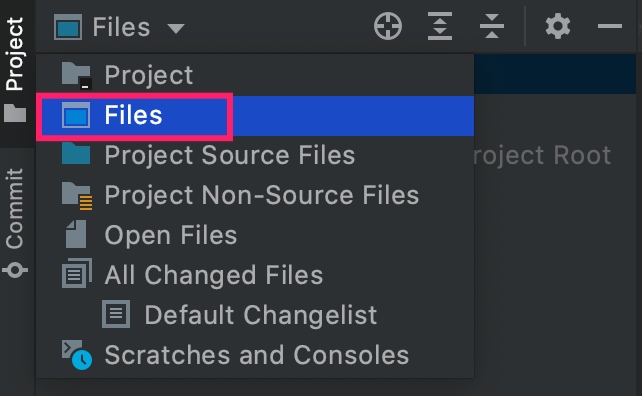 Project
Commit
Files
Project
Files
Project Source Files
roject Root
Project Non-Source Files
Open Files
All Changed Files
Default Changelist
Scratches and Consoles